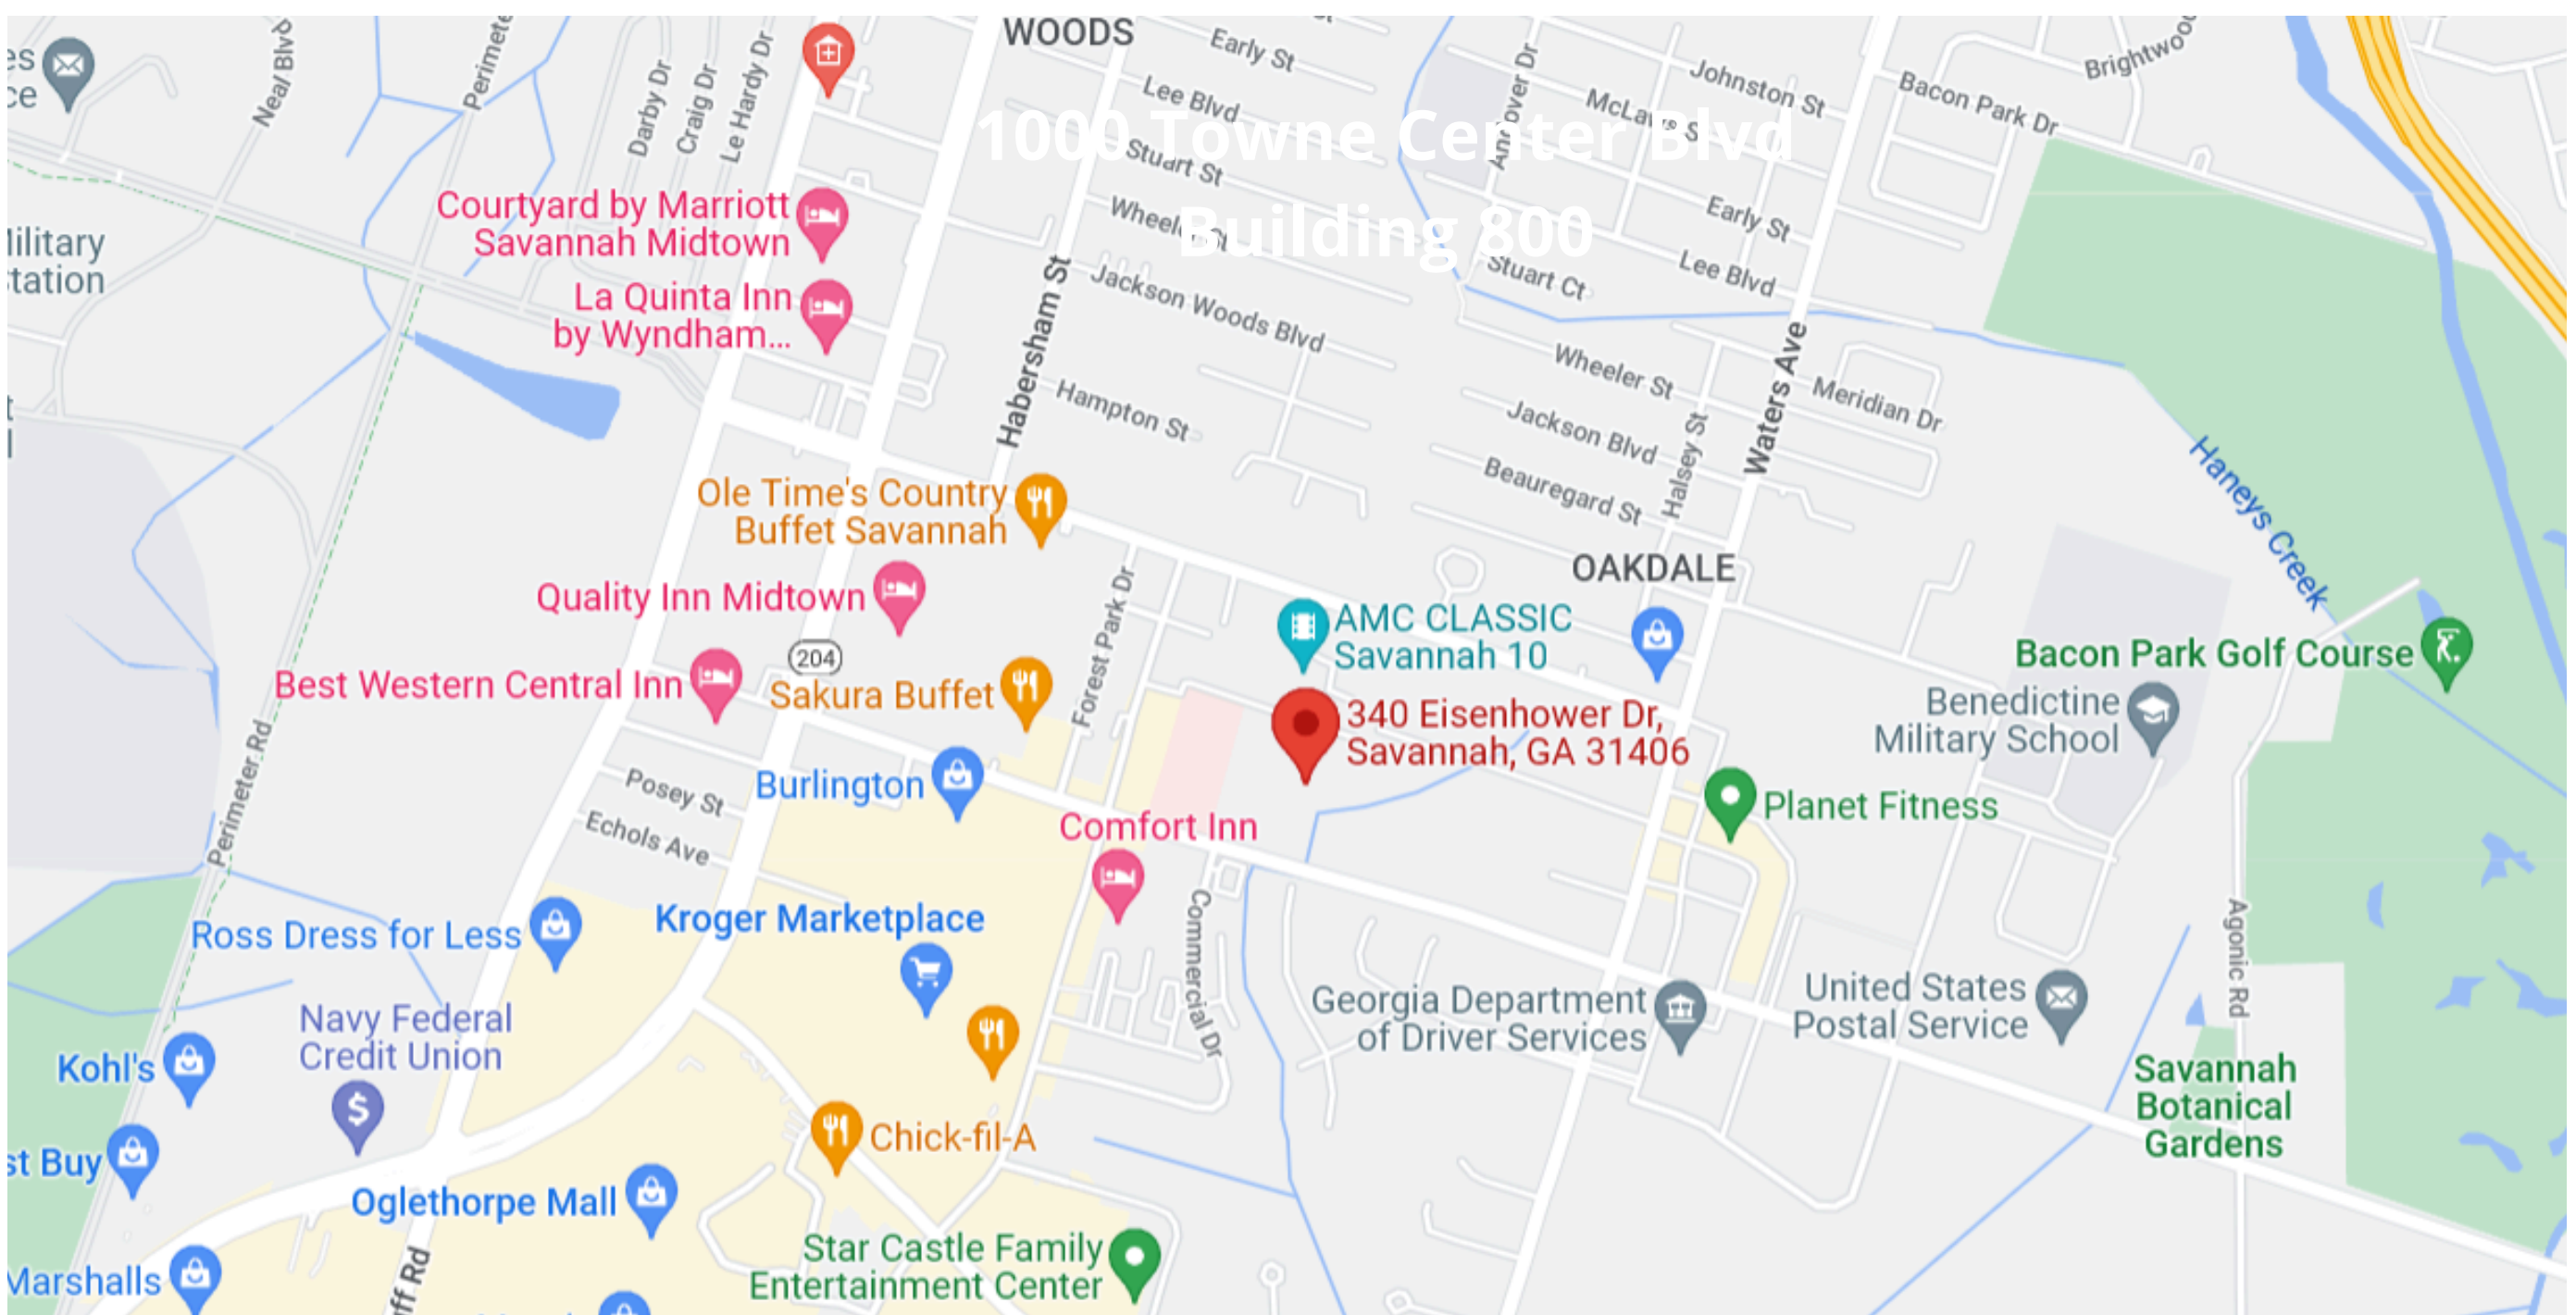 WOODS
Early St
Lee Blvd
Stuart St
Wheeler St
Jackson Woods Blvd
Hampton St
Habersham St
Neal Blvd
Darby Dr
Craig Dr
Le Hardy Dr
Johnston St
McLaws St
Early St
Lee Blvd
Stuart Ct
Wheeler St
Jackson Blvd
Beauregard St
Halsey St
Waters Ave
Meridian Dr
Bacon Park Dr
1000 Towne Center Blvd
Building 800
Courtyard by Marriott
Savannah Midtown
La Quinta Inn
by Wyndham...
Ole Time's Country
Buffet Savannah
Quality Inn Midtown
204
Best Western Central Inn
Sakura Buffet
Forest Park Dr
AMC CLASSIC
Savannah 10
OAKDALE
340 Eisenhower Dr,
Savannah, GA 31406
Haneys Creek
Bacon Park Golf Course
Benedictine
Military School
Planet Fitness
Perimeter Rd
Posey St
Echols Ave
Burlington
Comfort Inn
Commercial Dr
Ross Dress for Less
Kroger Marketplace
Navy Federal
Credit Union
Kohl's
Georgia Department
of Driver Services
United States
Postal Service
Agonic Rd
Savannah
Botanical
Gardens
Chick-fil-A
st Buy
Oglethorpe Mall
Marshalls
Star Castle Family
Entertainment Center